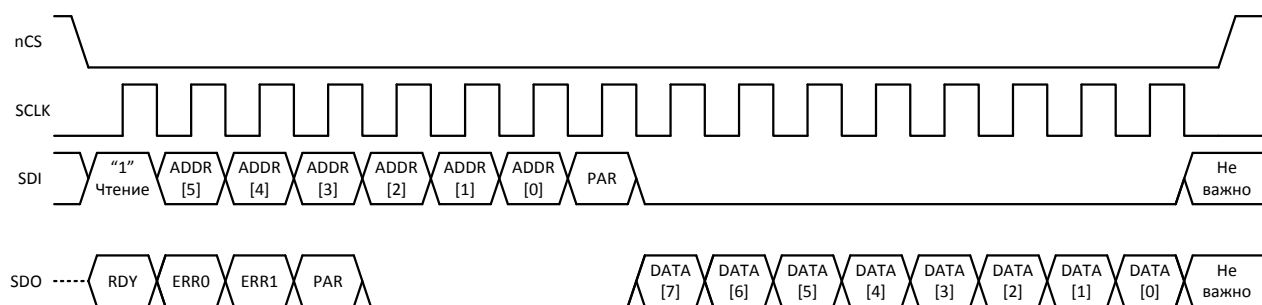 nCS
SCLK
SDI
“1”
Чтение
ADDR
[5]
ADDR
[4]
ADDR
[3]
ADDR
[2]
ADDR
[1]
ADDR
[0]
PAR
Не
важно
SDO
RDY
ERR0
ERR1
PAR
DATA
[7]
DATA
[6]
DATA
[5]
DATA
[4]
DATA
[3]
DATA
[2]
DATA
[1]
DATA
[0]
Не
важно